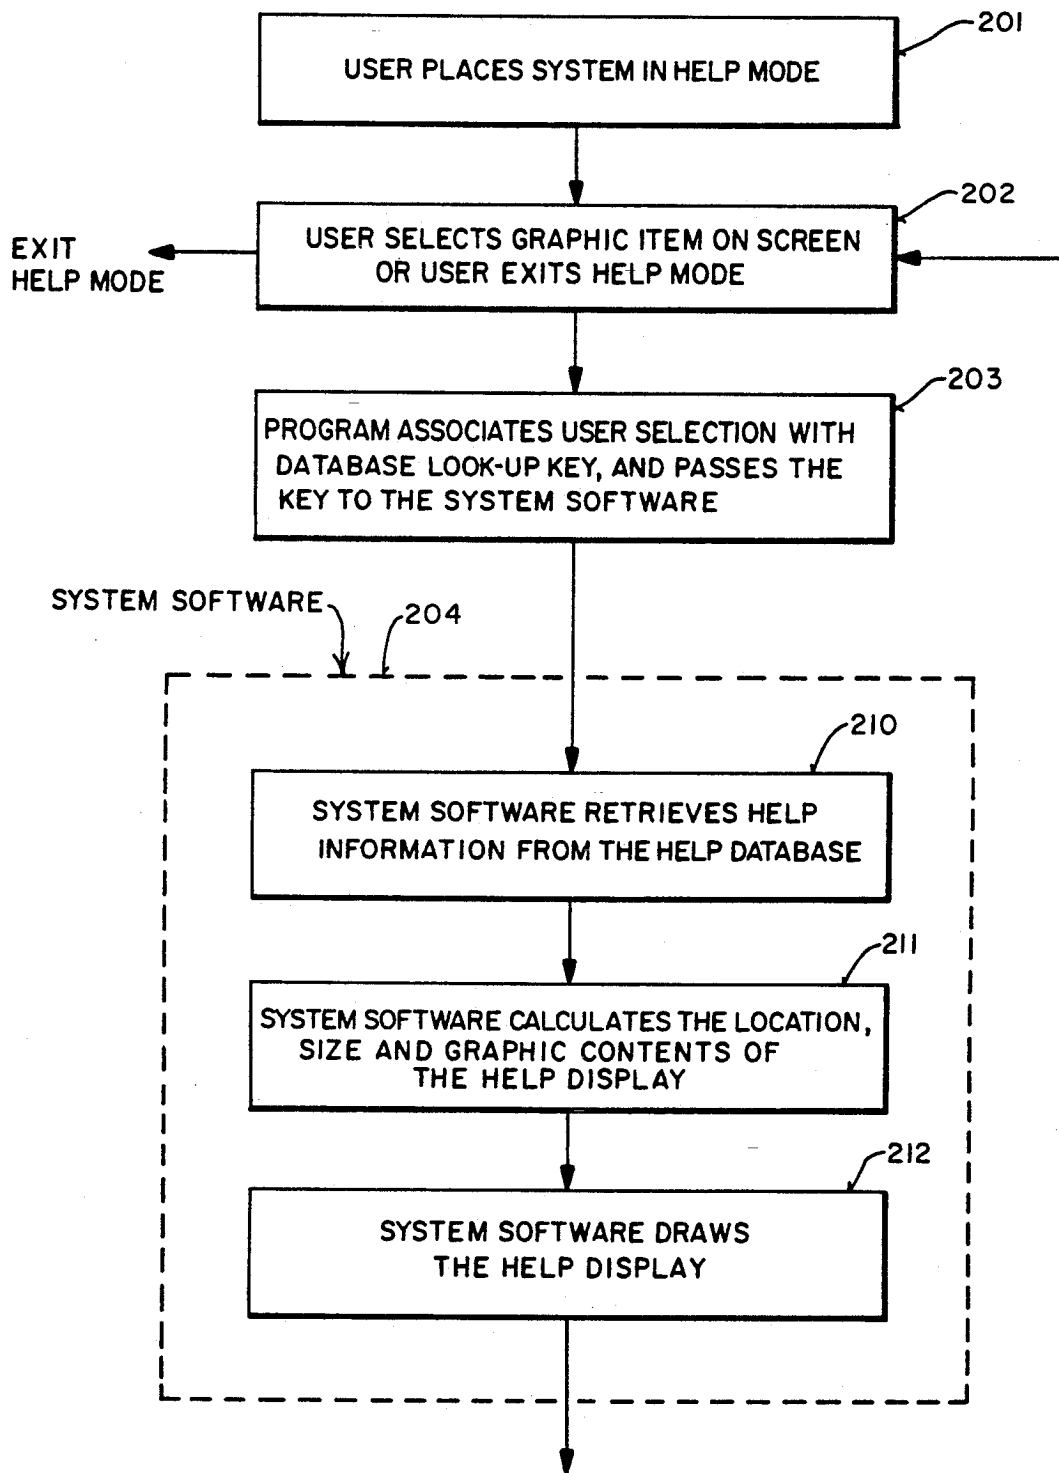 201
USER PLACES SYSTEM IN HELP MODE
202
USER SELECTS GRAPHIC ITEM ON SCREEN
OR USER EXITS HELP MODE
EXIT
HELP MODE
203
PROGRAM ASSOCIATES USER SELECTION WITH
DATABASE LOOK-UP KEY, AND PASSES THE
KEY TO THE SYSTEM SOFTWARE
SYSTEM SOFTWARE
204
210
SYSTEM SOFTWARE RETRIEVES HELP
INFORMATION FROM THE HELP DATABASE
211
SYSTEM SOFTWARE CALCULATES THE LOCATION,
SIZE AND GRAPHIC CONTENTS OF
THE HELP DISPLAY
212
SYSTEM SOFTWARE DRAWS
THE HELP DISPLAY